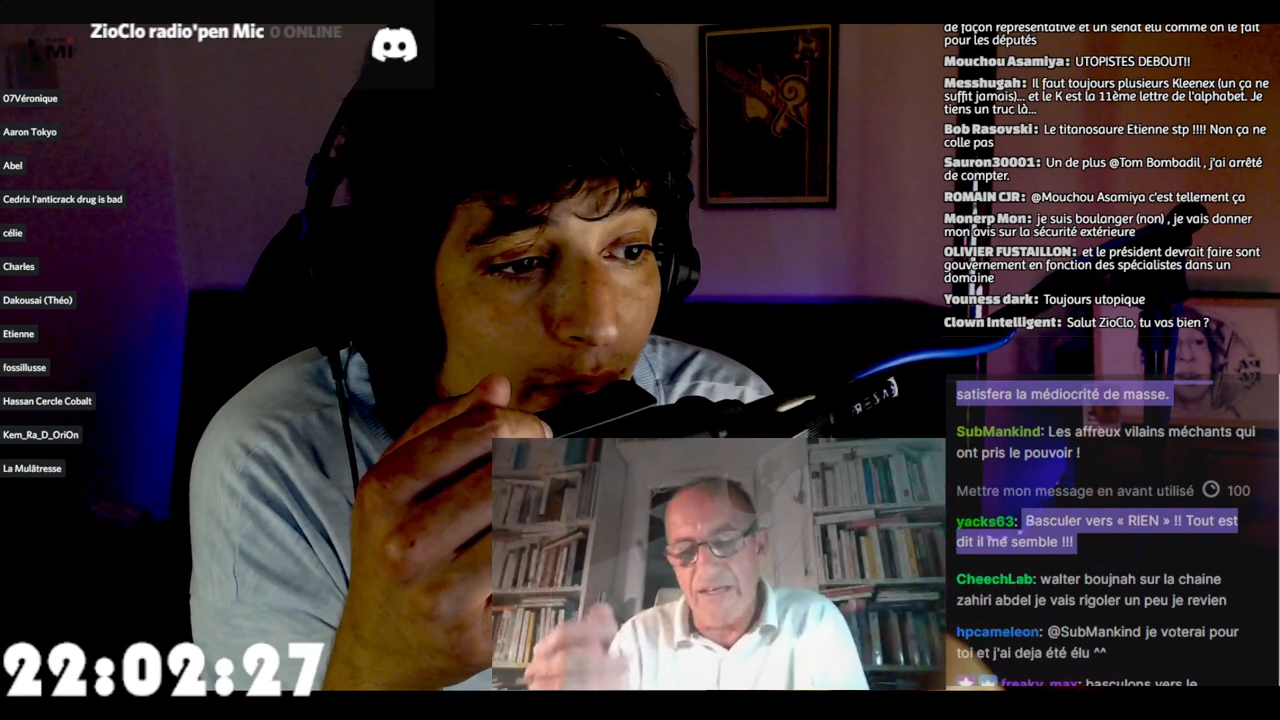 ZioClo radio'pen Mic 0 ONLINE
MI
07Véronique
Aaron Tokyo
Abel
Cedrix l'anticrack drug is bad
célie
Charles
Dakousai (Théo)
Etienne
fossillusse
Hassan Cercle Cobalt
Kem_Ra_D_OriOn
La Mulâtresse
22:02:27
de façon représentative et un sénat élu comme on le fait
pour les députés
Mouchou Asamiya: UTOPISTES DEBOUT!!
Messhugah: Il faut toujours plusieurs Kleenex (un ça ne
suffit jamais)... et le K est la 11ème lettre de l'alphabet. Je
tiens un truc là...
Bob Rasovski: Le titanosaure Etienne stp !!!! Non ça ne
colle pas
Sauron30001: Un de plus @Tom Bombadil , j'ai arrêté
de compter.
ROMAIN CJR: @Mouchou Asamiya c'est tellement ça
Monerp Mon: je suis boulanger (non) , je vais donner
mon avis sur la sécurité extérieure
OLIVIER FUSTAILLON: et le président devrait faire sont
gouvernement en fonction des spécialistes dans un
domaine
Youness dark: Toujours utopique
Clown Intelligent: Salut ZioClo, tu vas bien ?
satisfera la médiocrité de masse.
SubMankind: Les affreux vilains méchants qui
ont pris le pouvoir !
Mettre mon message en avant utilisé 100
yacks63: Basculer vers « RIEN » !! Tout est
dit il me semble !!!
CheechLab: walter boujnah sur la chaine
zahiri abdel je vais rigoler un peu je revien
hpcameleon: @SubMankind je voterai pour
toi et j'ai deja été élu ^^
freaky_max: basculons vers le